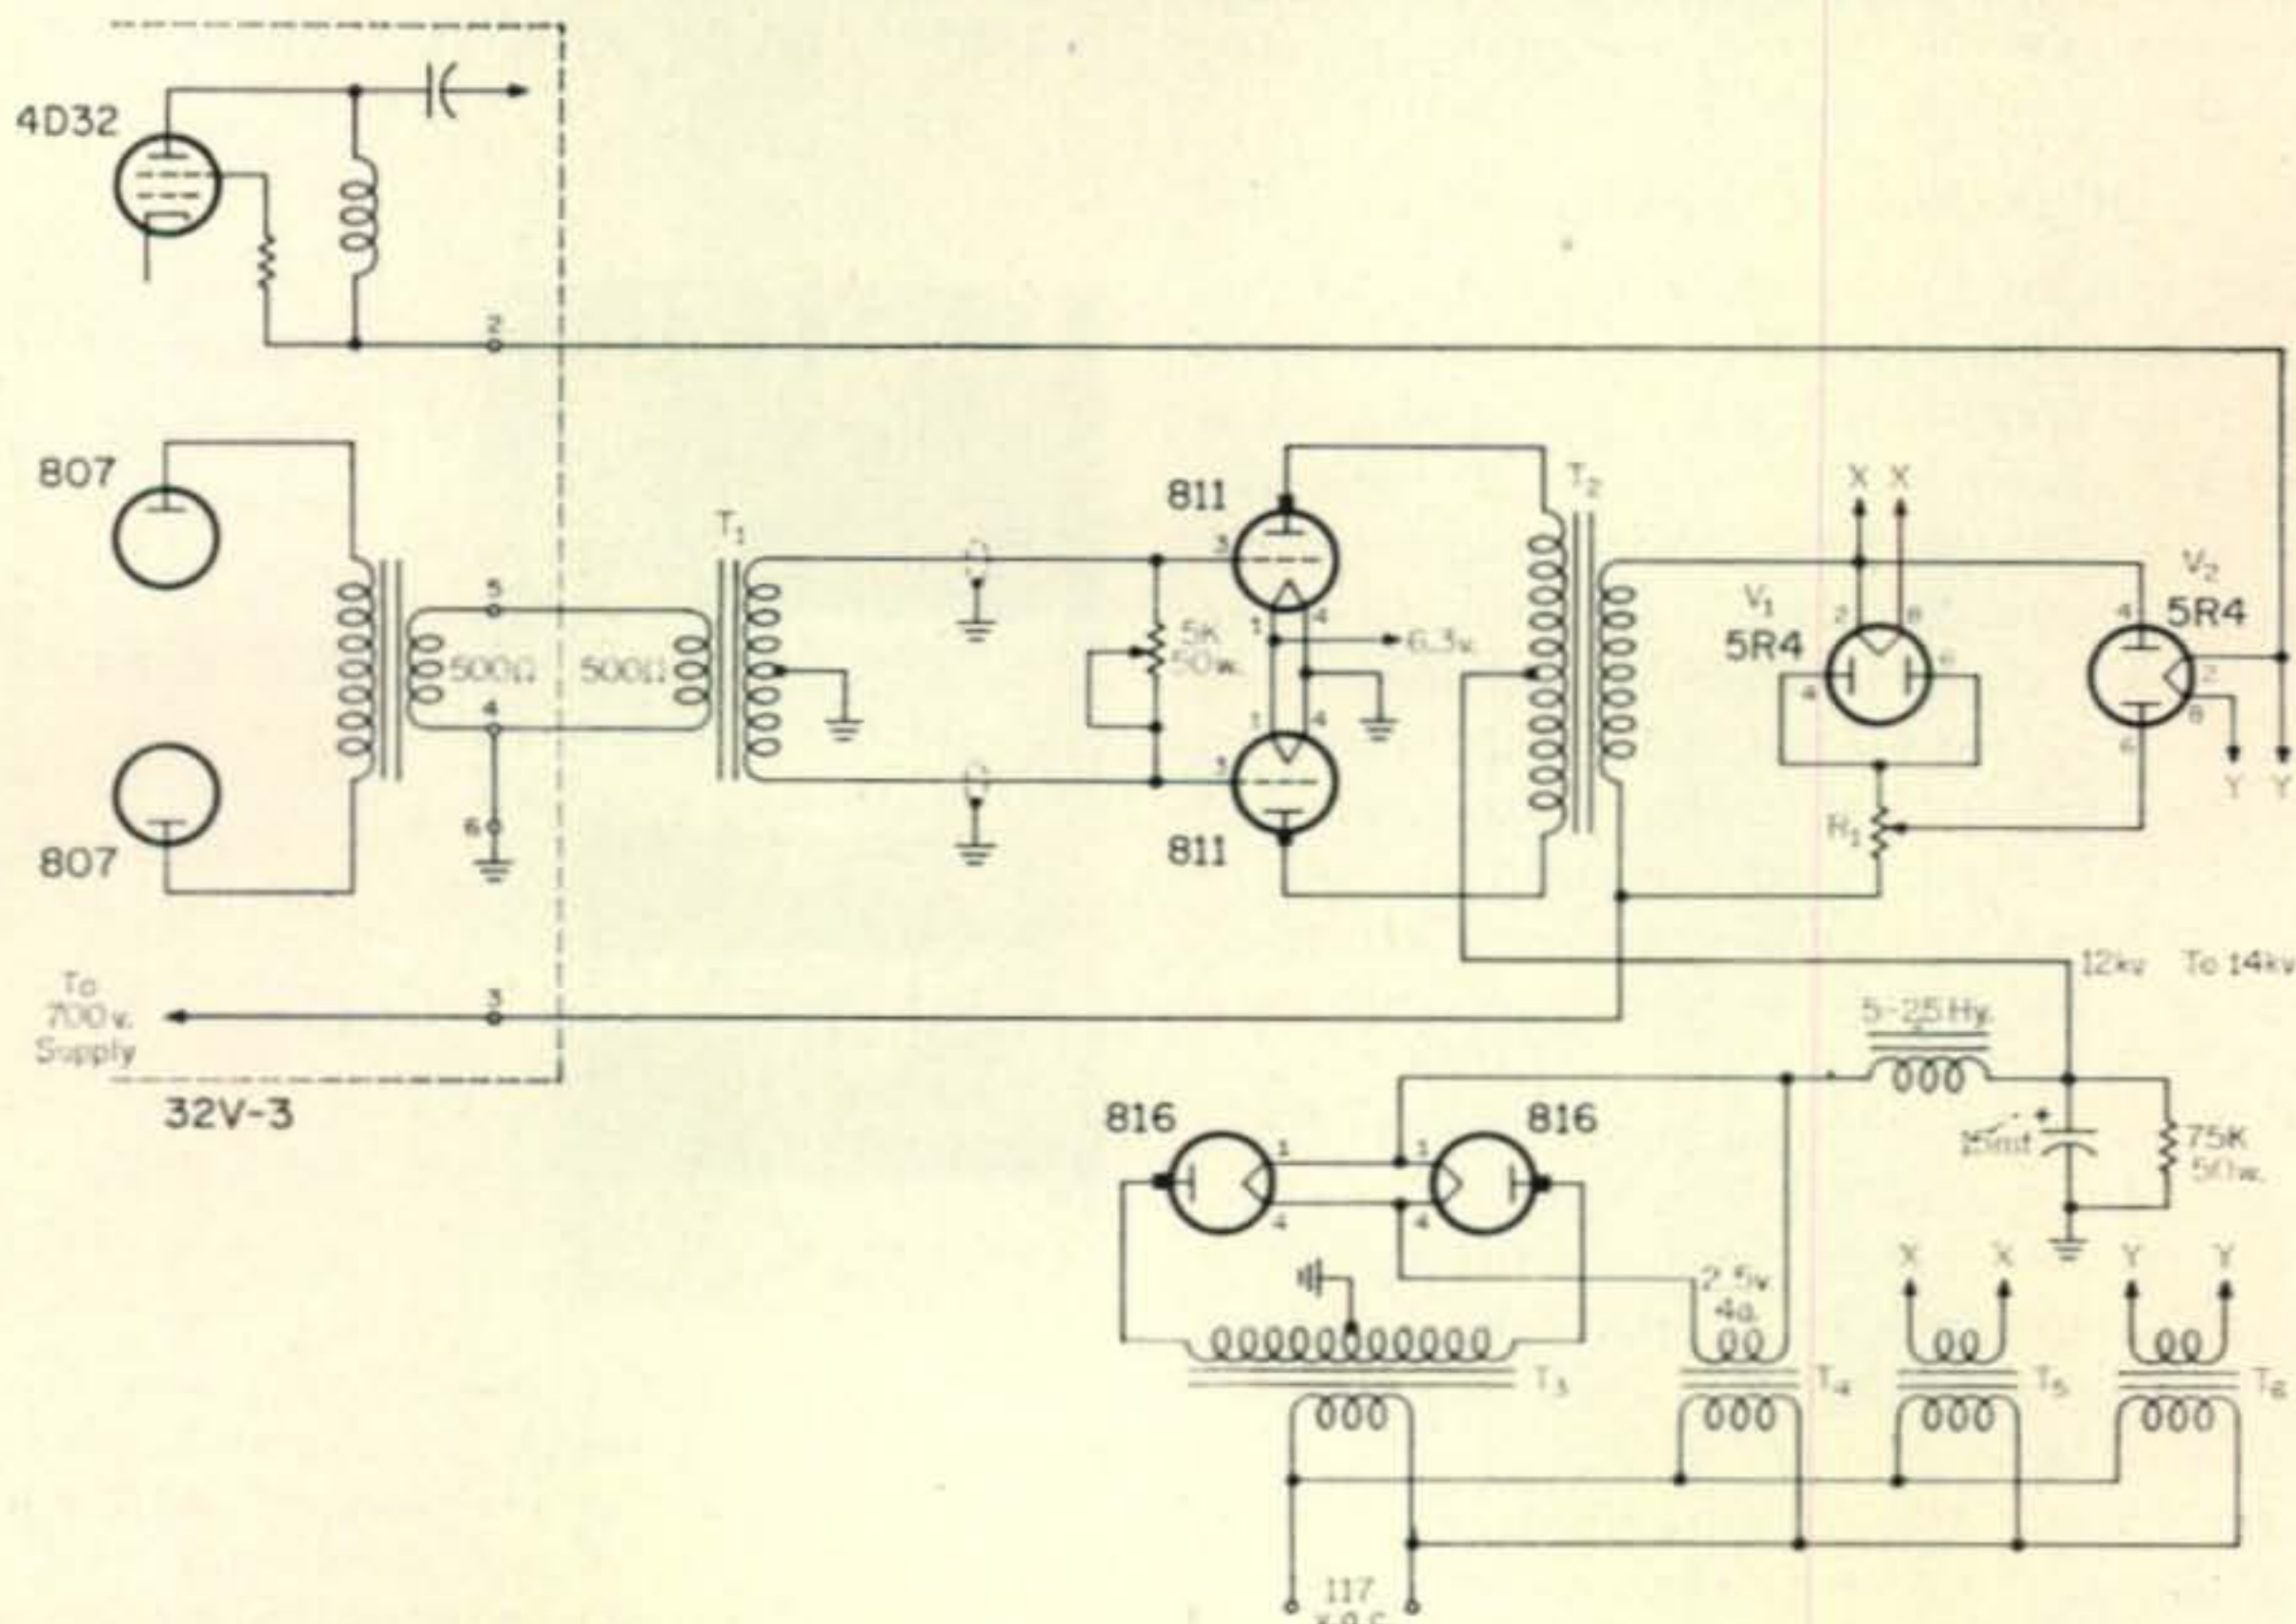 4D32
2
807
5
500Ω
500Ω
4
6
807
T1
811
3
1
4
5K
50w.
6.3v.
1
4
3
811
T2
X X
V1
5R4
2
8
4
6
V2
5R4
4
2
8
6
Y Y
R1
To
700 v.
Supply
3
32V-3
12kv To 14kv
5-25 Hy.
816
816
1
1
4
4
+
15mf
75K
50w.
2.5v
4a.
X X
Y Y
T3
T4
T5
T6
117
v.a.c.